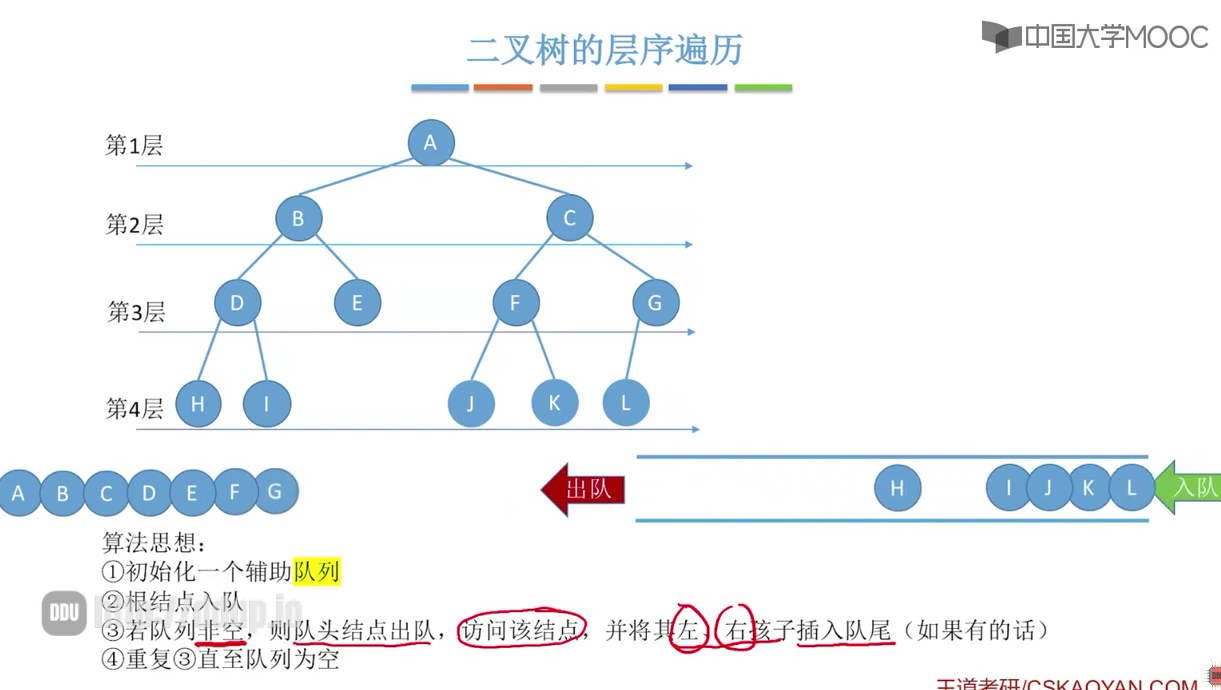 中国大学MOOC
二叉树的层序遍历
第1层
A
第2层
B C
第3层
D E F G
第4层
H I J K L
A B C D E F G
出队
H I J K L
入队
算法思想：
①初始化一个辅助队列
②根结点入队
③若队列非空，则队头结点出队，访问该结点，并将其左、右孩子插入队尾（如果有的话）
④重复③直至队列为空
DDU
王道考研/CSKAOYAN.COM